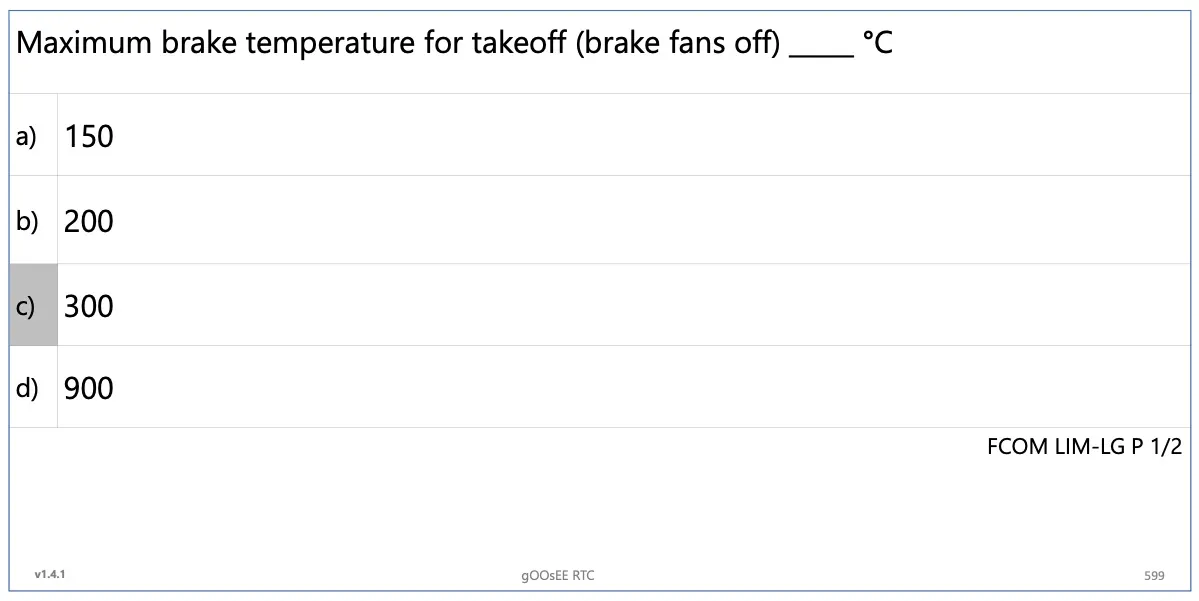 Maximum brake temperature for takeoff (brake fans off) _____ °C
a) 150
b) 200
c) 300
d) 900
FCOM LIM-LG P 1/2
v1.4.1 gOOsEE RTC 599